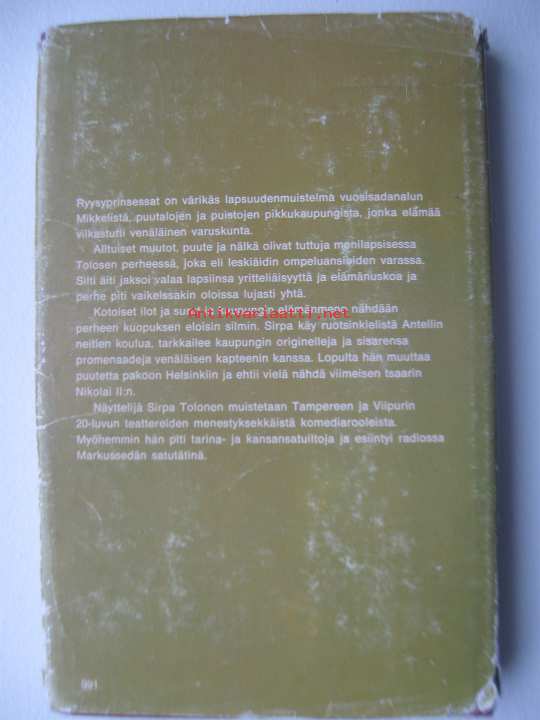 Ryysyprinsessat on värikäs lapsuudenmuistelma vuosisadanalun
Mikkelistä, puutalojen ja puistojen pikkukaupungista, jonka elämää
vilkastutti venäläinen varuskunta.
Alituiset muutot, puute ja nälkä olivat tuttuja monilapsisessa
Tolosen perheessä, joka eli leskiäidin ompeluansioiden varassa.
Silti äiti jaksoi valaa lapsiinsa yritteliäisyyttä ja elämänuskoa ja
perhe piti vaikeissakin oloissa lujasti yhtä.
Kotoiset ilot ja elämänmeno nähdään
Antikvariaatti.net
perheen kuopuksen eloisin silmin. Sirpa käy ruotsinkielistä Antellin
neitien koulua, tarkkailee kaupungin originelleja ja sisarensa
promenaadeja venäläisen kapteenin kanssa. Lopulta hän muuttaa
puutetta pakoon Helsinkiin ja ehtii vielä nähdä viimeisen tsaarin
Nikolai II:n.
Näyttelijä Sirpa Tolonen muistetaan Tampereen ja Viipurin
20-luvun teattereiden menestyksekkäistä komediarooleista.
Myöhemmin hän piti tarina- ja kansansatuiltoja ja esiintyi radiossa
Markussedän satutätinä.
991